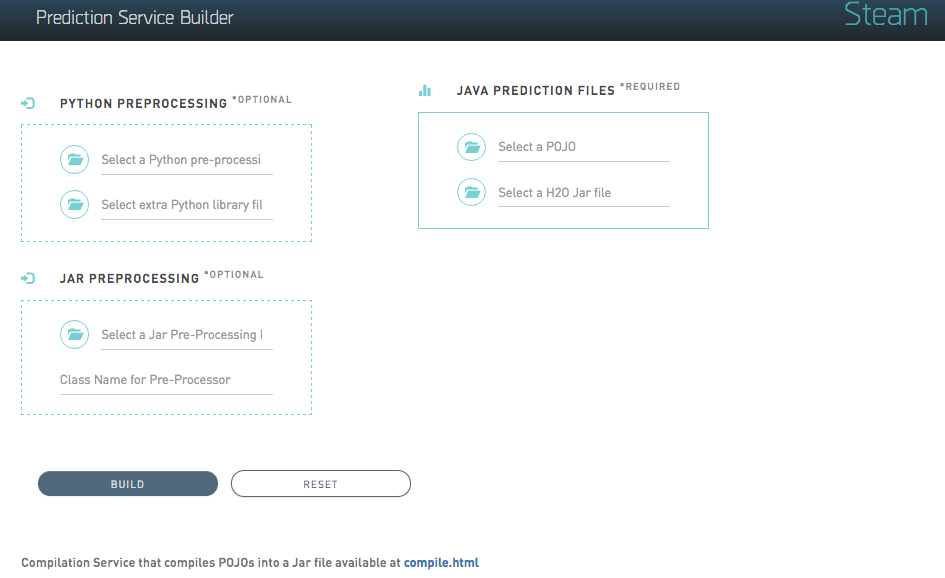 Prediction Service Builder
Steam
PYTHON PREPROCESSING *OPTIONAL
Select a Python pre-processi
Select extra Python library fil
JAR PREPROCESSING *OPTIONAL
Select a Jar Pre-Processing
Class Name for Pre-Processor
JAVA PREDICTION FILES *REQUIRED
Select a POJO
Select a H2O Jar file
BUILD
RESET
Compilation Service that compiles POJOs into a Jar file available at compile.html